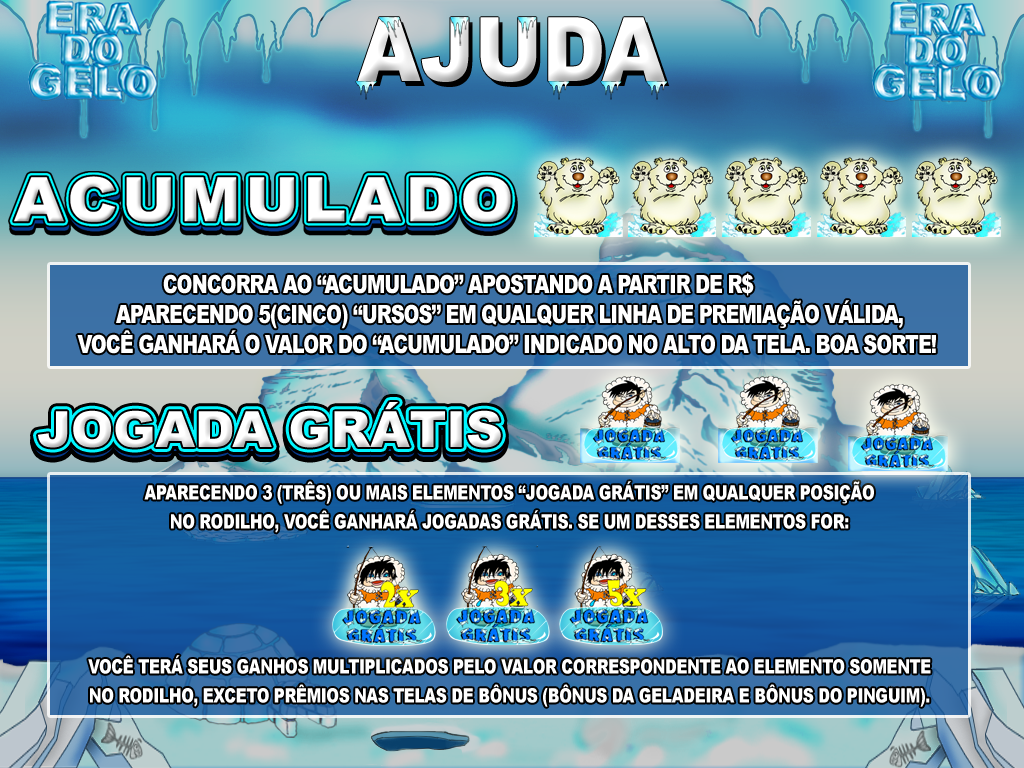 ERA
DO
GELO
AJUDA
ERA
DO
GELO
ACUMULADO
CONCORRA AO “ACUMULADO” APOSTANDO A PARTIR DE R$
APARECENDO 5(CINCO) “URSOS” EM QUALQUER LINHA DE PREMIAÇÃO VÁLIDA,
VOCÊ GANHARÁ O VALOR DO “ACUMULADO” INDICADO NO ALTO DA TELA. BOA SORTE!
JOGADA GRÁTIS
JOGADA
GRÁTIS
JOGADA
GRÁTIS
JOGADA
GRÁTIS
APARECENDO 3 (TRÊS) OU MAIS ELEMENTOS “JOGADA GRÁTIS” EM QUALQUER POSIÇÃO
NO RODILHO, VOCÊ GANHARÁ JOGADAS GRÁTIS. SE UM DESSES ELEMENTOS FOR:
2X
JOGADA
GRÁTIS
3X
JOGADA
GRÁTIS
5X
JOGADA
GRÁTIS
VOCÊ TERÁ SEUS GANHOS MULTIPLICADOS PELO VALOR CORRESPONDENTE AO ELEMENTO SOMENTE
NO RODILHO, EXCETO PRÊMIOS NAS TELAS DE BÔNUS (BÔNUS DA GELADEIRA E BÔNUS DO PINGUIM).